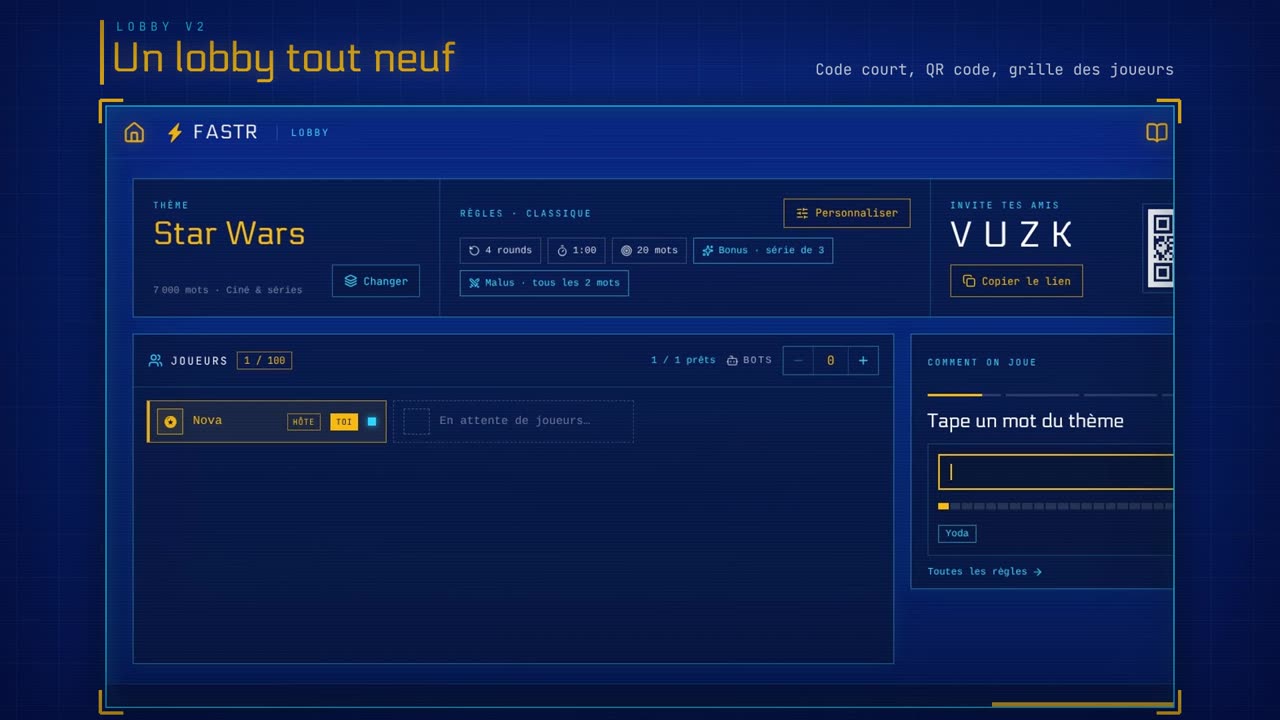 LOBBY V2
Un lobby tout neuf
Code court, QR code, grille des joueurs
FASTR
LOBBY
THÈME
Star Wars
7 000 mots · Ciné & séries
Changer
RÈGLES · CLASSIQUE
Personnaliser
4 rounds
1:00
20 mots
Bonus · série de 3
Malus · tous les 2 mots
INVITE TES AMIS
VUZK
Copier le lien
JOUEURS
1 / 100
1 / 1 prêts
BOTS
− 0 +
Nova
HÔTE
TOI
En attente de joueurs…
COMMENT ON JOUE
Tape un mot du thème
Yoda
Toutes les règles →